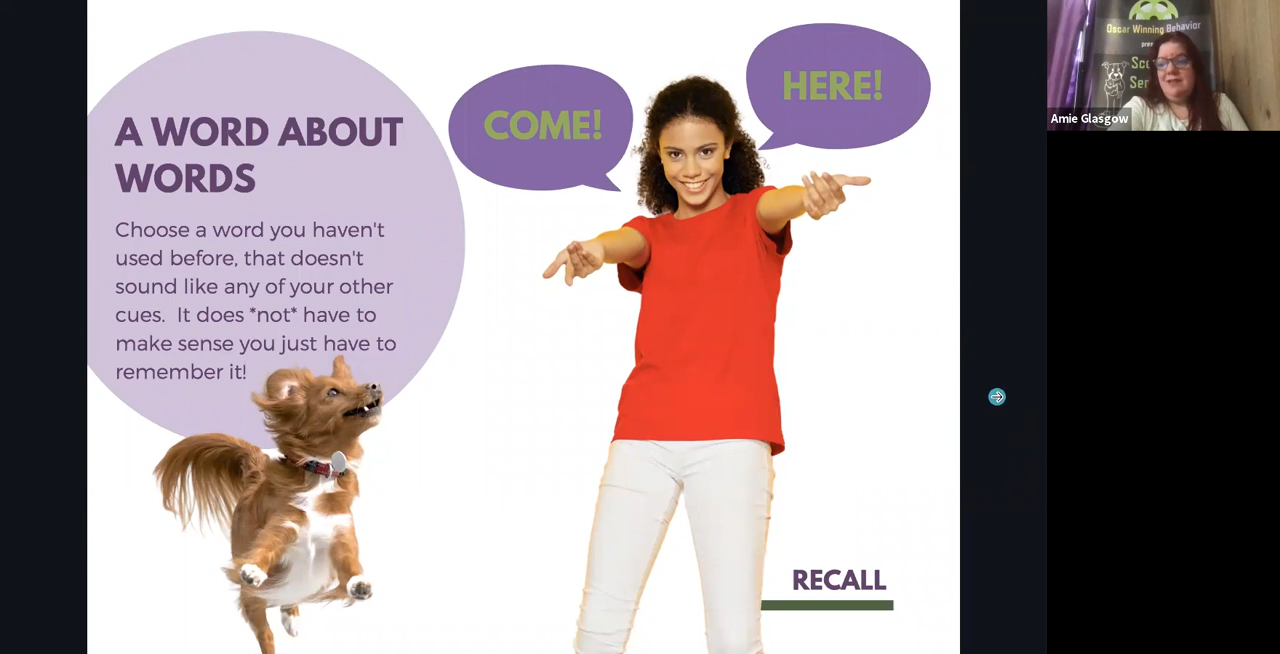 A WORD ABOUT
WORDS
Choose a word you haven't
used before, that doesn't
sound like any of your other
cues.  It does *not* have to
make sense you just have to
remember it!
COME!
HERE!
RECALL
Oscar Winning Behavior
Amie Glasgow